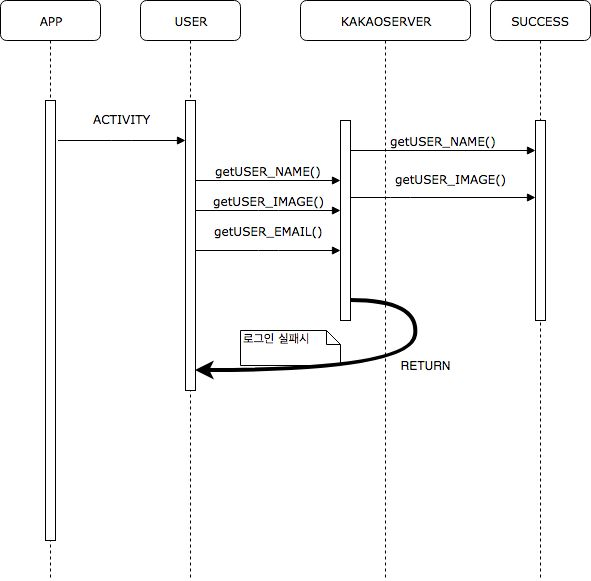 APP
USER
KAKAOSERVER
SUCCESS
ACTIVITY
getUSER_NAME()
getUSER_IMAGE()
getUSER_NAME()
getUSER_IMAGE()
getUSER_EMAIL()
로그인 실패시
RETURN